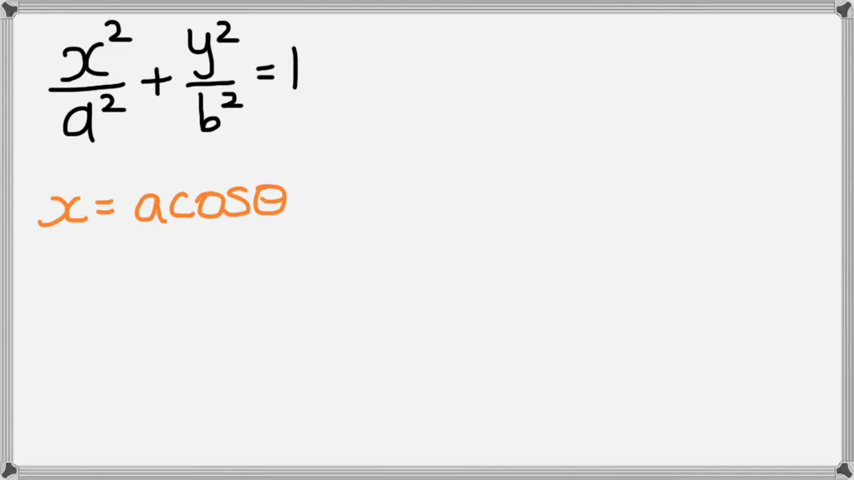 x²/a² + y²/b² = 1
x = acosθ